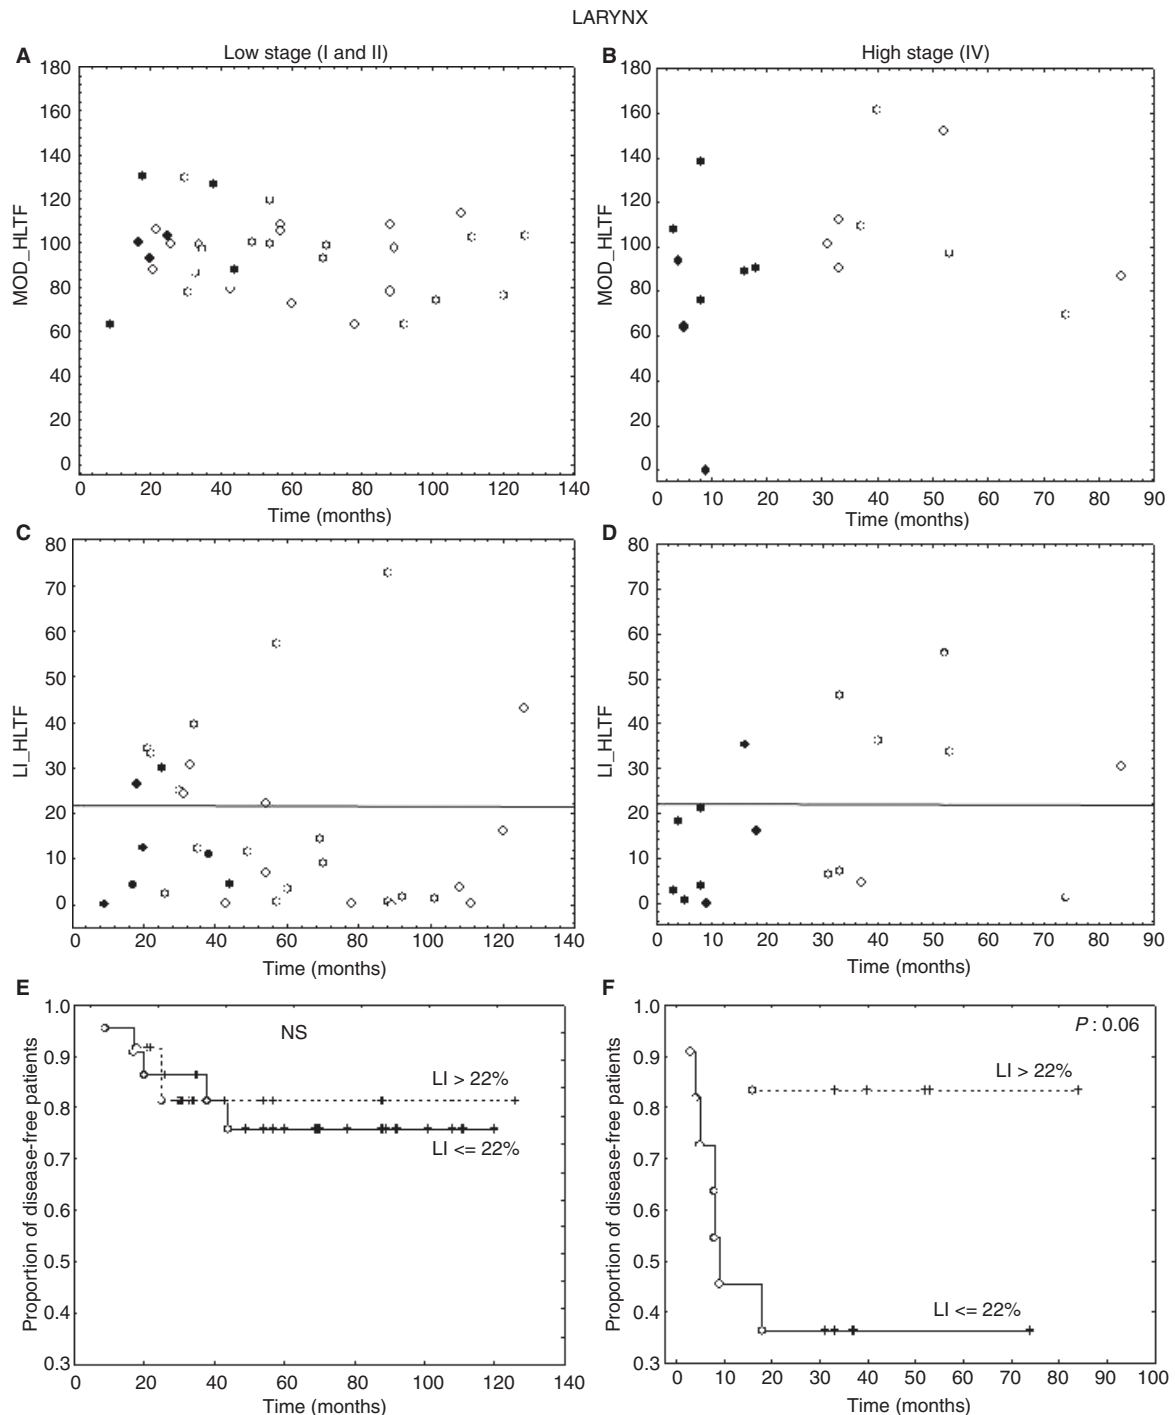 LARYNX
A
Low stage (I and II)
180
160
140
120
100
80
60
40
20
0
MOD_HLTF
0 20 40 60 80 100 120 140
Time (months)
B
High stage (IV)
180
160
140
120
100
80
60
40
20
0
MOD_HLTF
0 10 20 30 40 50 60 70 80 90
Time (months)
C
80
70
60
50
40
30
20
10
0
LI_HLTF
0 20 40 60 80 100 120 140
Time (months)
D
80
70
60
50
40
30
20
10
0
LI_HLTF
0 10 20 30 40 50 60 70 80 90
Time (months)
E
1.0
0.9
0.8
0.7
0.6
0.5
0.4
0.3
Proportion of disease-free patients
NS
LI > 22%
LI <= 22%
0 20 40 60 80 100 120 140
Time (months)
F
1.0
0.9
0.8
0.7
0.6
0.5
0.4
0.3
Proportion of disease-free patients
P : 0.06
LI > 22%
LI <= 22%
0 10 20 30 40 50 60 70 80 90 100
Time (months)